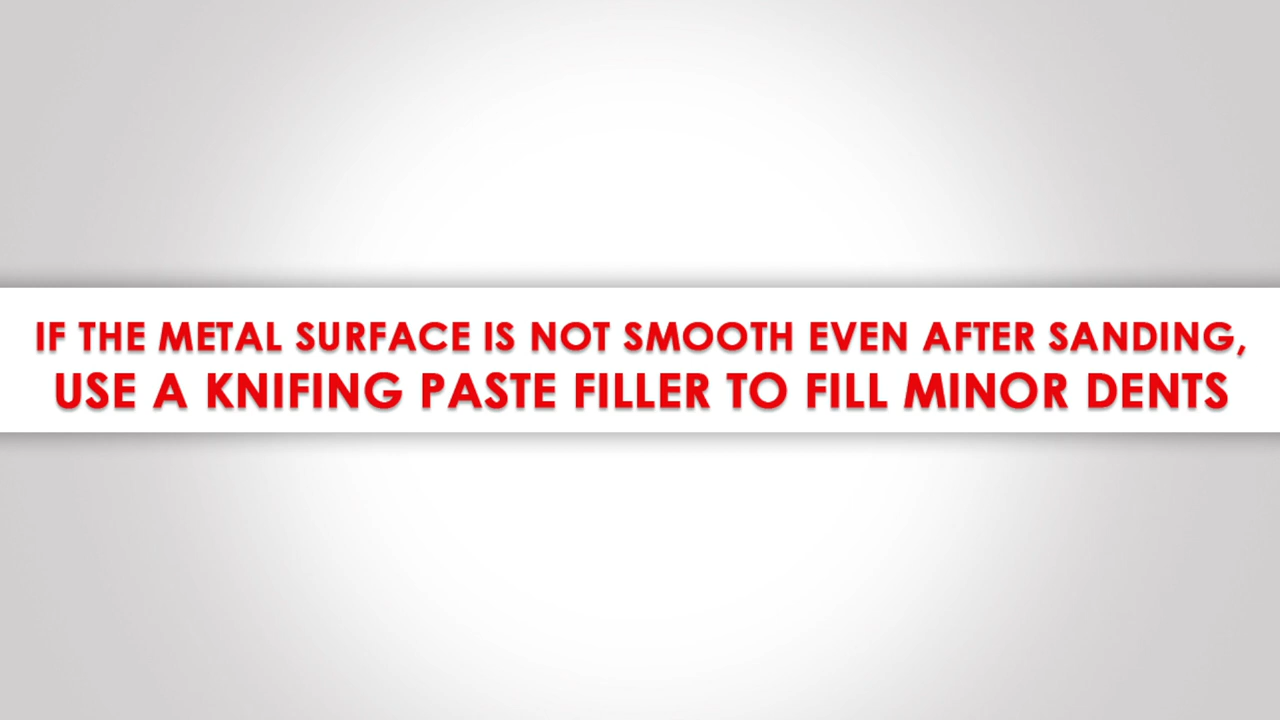 IF THE METAL SURFACE IS NOT SMOOTH EVEN AFTER SANDING,
USE A KNIFING PASTE FILLER TO FILL MINOR DENTS